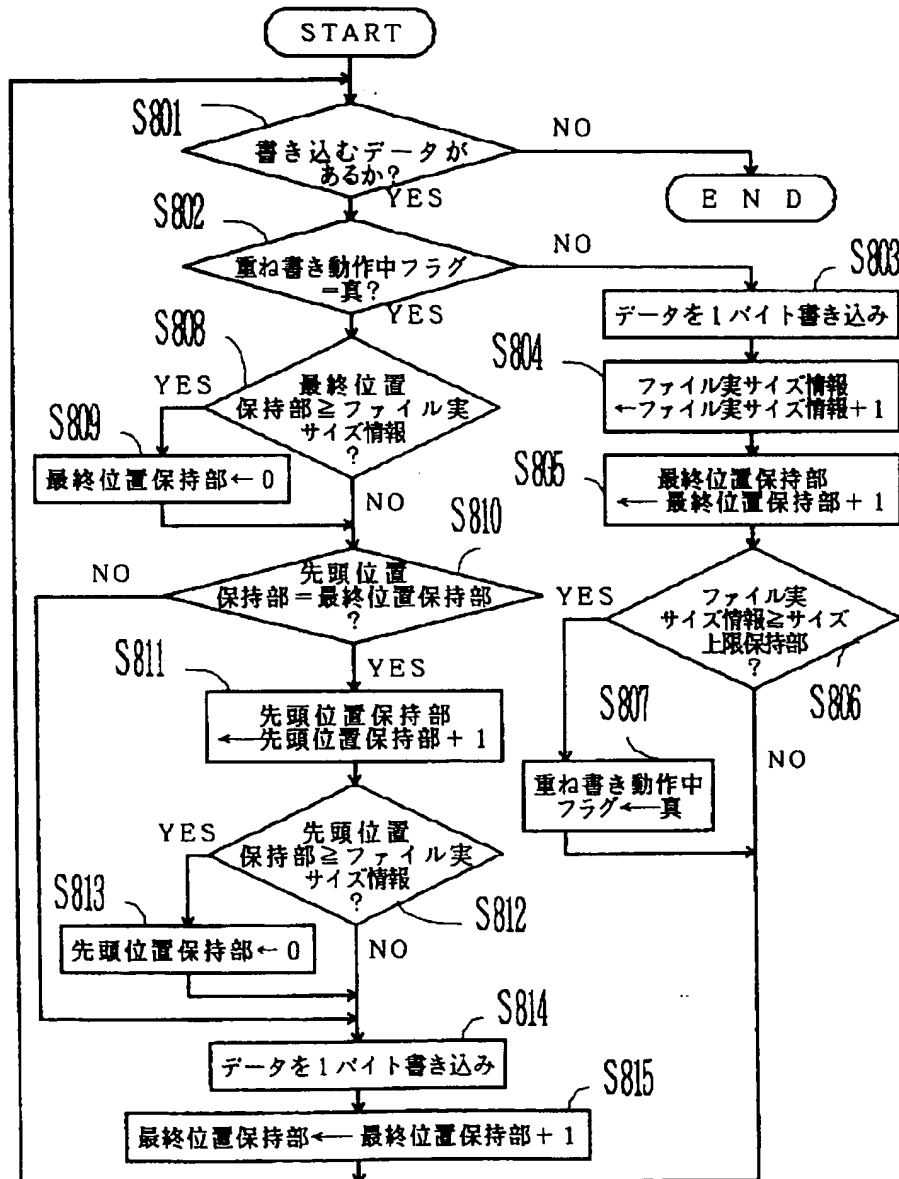 START
S801
書き込むデータが
あるか?
NO
YES
END
S802
重ね書き動作中フラグ
=真?
NO
YES
S803
データを1バイト書き込み
S804
ファイル実サイズ情報
←ファイル実サイズ情報+1
S805
最終位置保持部
← 最終位置保持部+1
ファイル実
サイズ情報≧サイズ
上限保持部
?
YES
S806
NO
S807
重ね書き動作中
フラグ←真
S808
最終位置
保持部≧ファイル実
サイズ情報
?
YES
NO
S809
最終位置保持部←0
S810
先頭位置
保持部=最終位置保持部
?
NO
YES
S811
先頭位置保持部
←先頭位置保持部+1
先頭位置
保持部≧ファイル実
サイズ情報
?
YES
S812
NO
S813
先頭位置保持部←0
S814
データを1バイト書き込み
S815
最終位置保持部← 最終位置保持部+1